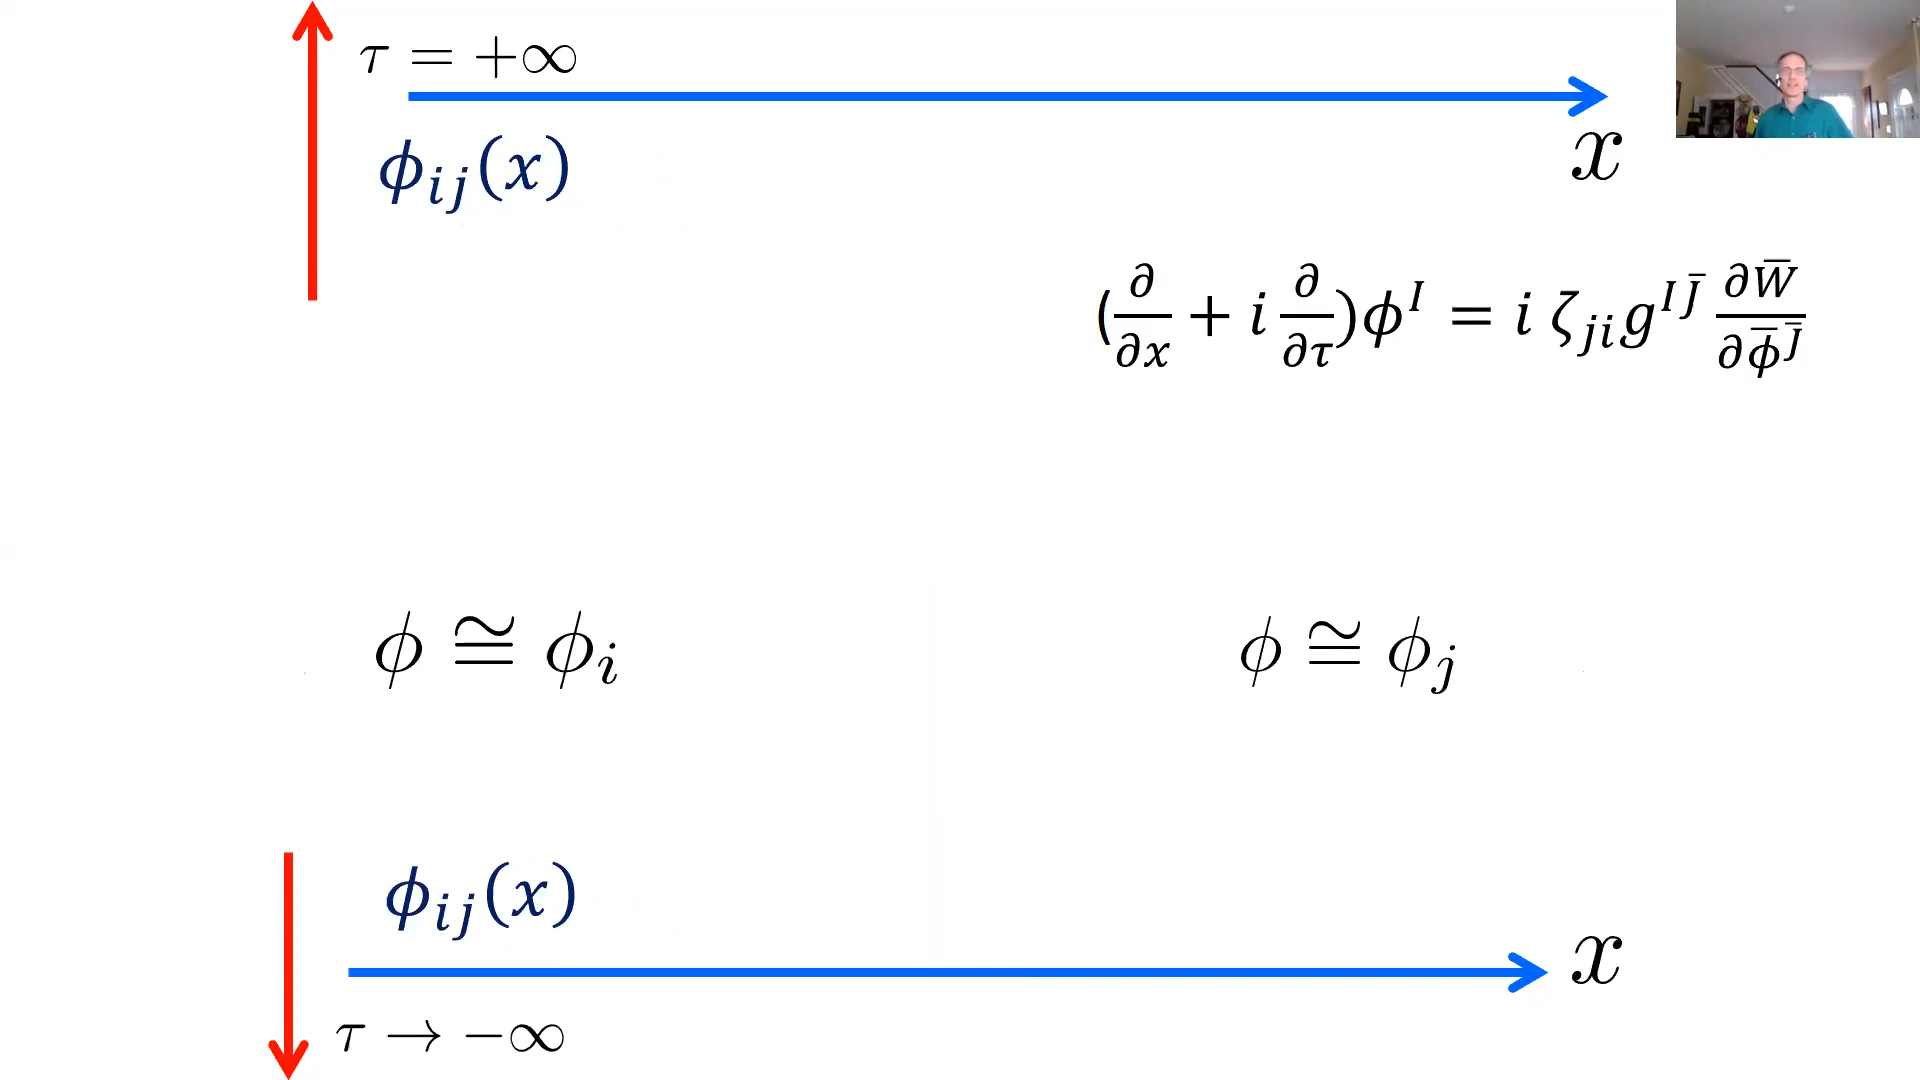 τ = +∞
x
ϕ_{ij}(x)
(∂/∂x + i ∂/∂τ)ϕ^I = i ζ_{ji} g^{IJ̄} ∂W̄/∂ϕ̄^{J̄}
ϕ ≅ ϕ_i ϕ ≅ ϕ_j
ϕ_{ij}(x)
x
τ → −∞